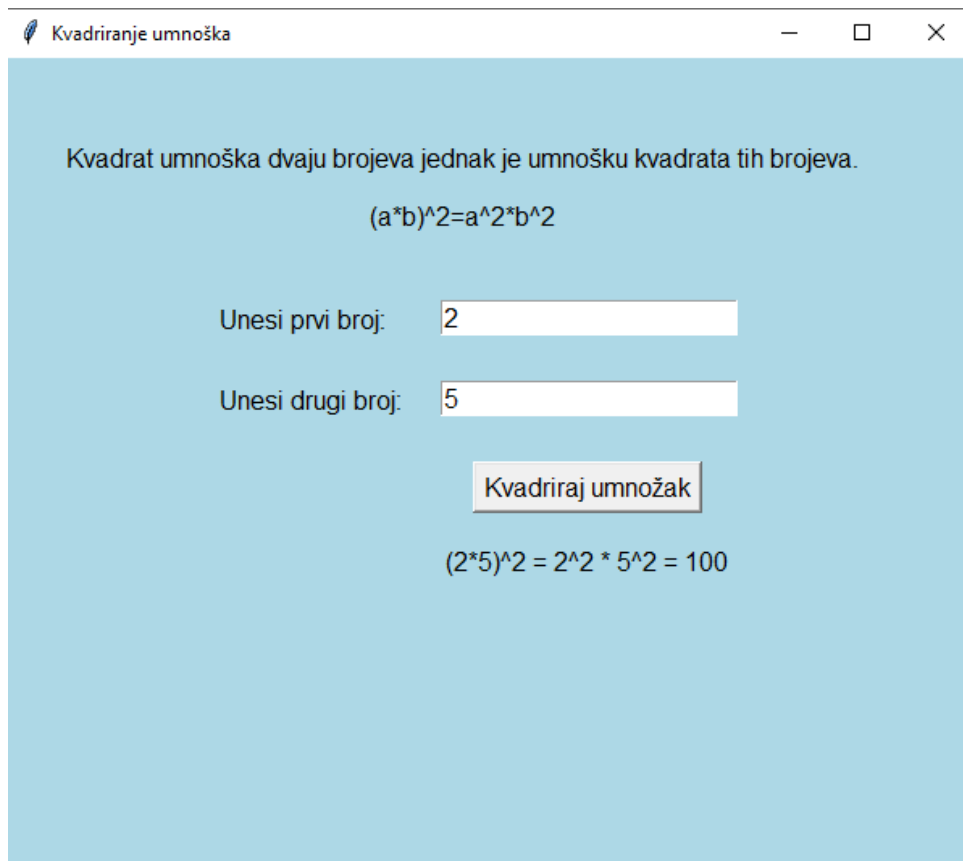 Kvadriranje umnoška
Kvadrat umnoška dvaju brojeva jednak je umnošku kvadrata tih brojeva.
(a*b)^2=a^2*b^2
Unesi prvi broj: 2
Unesi drugi broj: 5
Kvadriraj umnožak
(2*5)^2 = 2^2 * 5^2 = 100